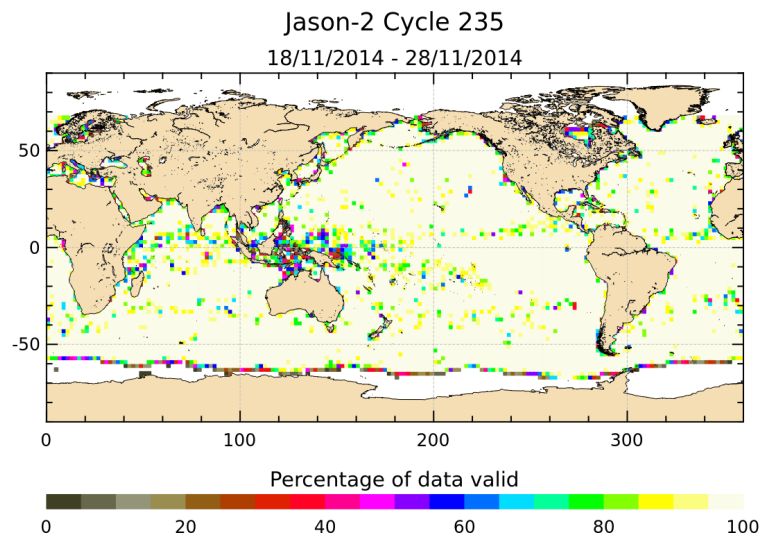 Jason-2 Cycle 235
18/11/2014 - 28/11/2014
50
0
-50
0 100 200 300
Percentage of data valid
0 20 40 60 80 100